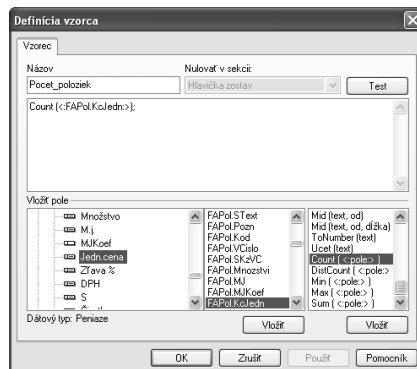 Definícia vzorca
Vzorec
Názov
Nulovať v sekcii:
Pocet_poloziek
Hlavička zostav
Test
Count (<:FAPol.KcJedn:>);
Vložiť pole
Množstvo
M.j.
MJKoef
Jedn.cena
Zľava %
DPH
S
FAPol.SText
FAPol.Pozn
FAPol.Kod
FAPol.VCislo
FAPol.SKzVC
FAPol.Mnozstvi
FAPol.MJ
FAPol.MJKoef
FAPol.KcJedn
Mid (text, od)
Mid (text, od, dĺžka)
ToNumber (text)
Ucet (text)
Count ( <:pole:> )
DistCount ( <:pole:>
Min ( <:pole:> )
Max ( <:pole:> )
Sum ( <:pole:> )
Dátový typ: Peniaze
Vložiť
Vložiť
OK
Zrušiť
Použiť
Pomocník